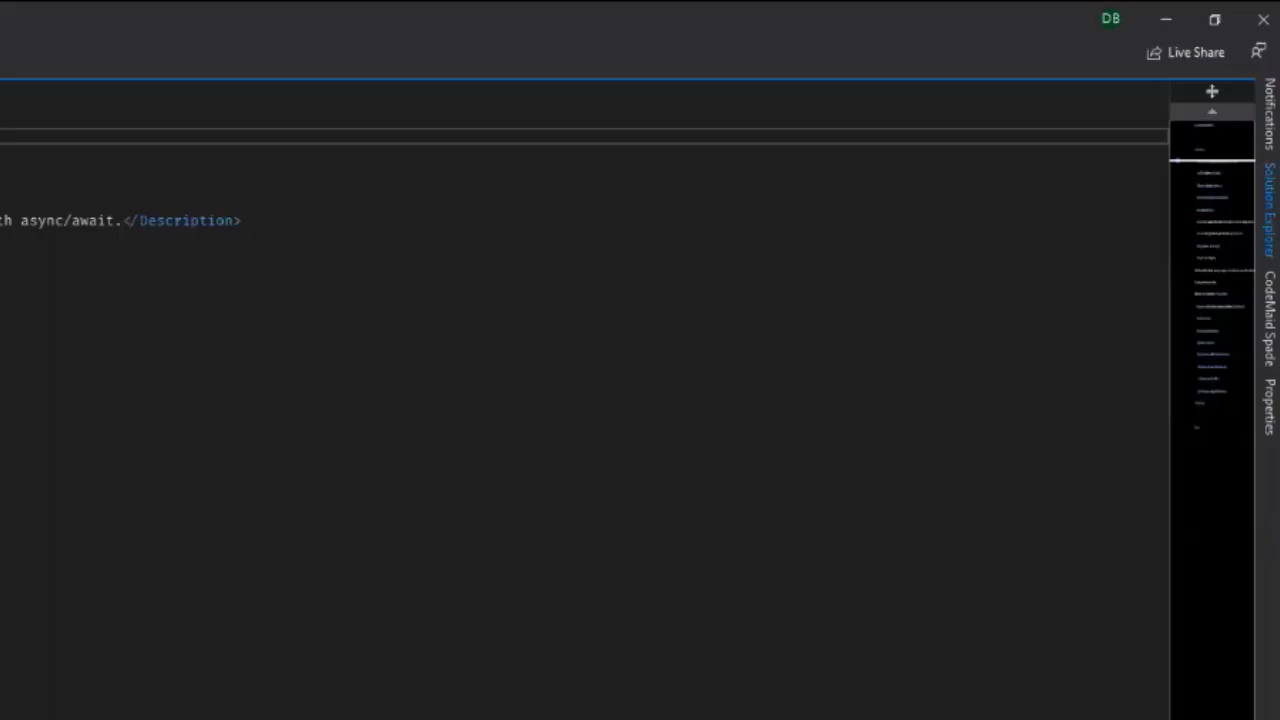 DB
Live Share
Notifications
Solution Explorer
CodeMaid Spade
Properties
th async/await.</Description>